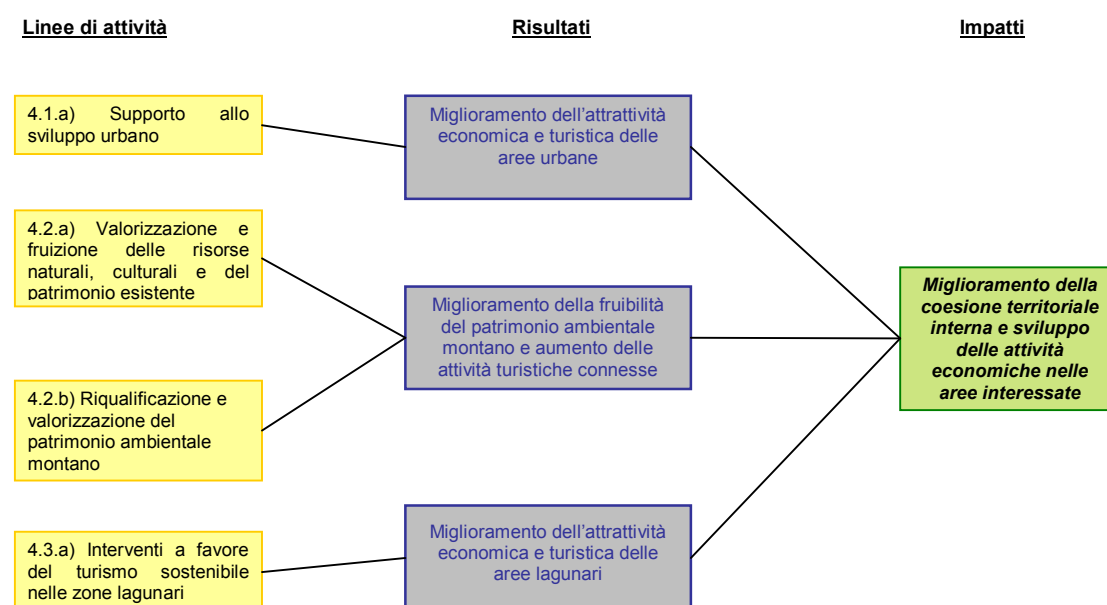 Linee di attività
Risultati
Impatti
4.1.a) Supporto allo
sviluppo urbano
4.2.a) Valorizzazione e
fruizione delle risorse
naturali, culturali e del
patrimonio esistente
4.2.b) Riqualificazione e
valorizzazione del
patrimonio ambientale
montano
4.3.a) Interventi a favore
del turismo sostenibile
nelle zone lagunari
Miglioramento dell’attrattività
economica e turistica delle
aree urbane
Miglioramento della fruibilità
del patrimonio ambientale
montano e aumento delle
attività turistiche connesse
Miglioramento dell’attrattività
economica e turistica delle
aree lagunari
Miglioramento della
coesione territoriale
interna e sviluppo
delle attività
economiche nelle
aree interessate